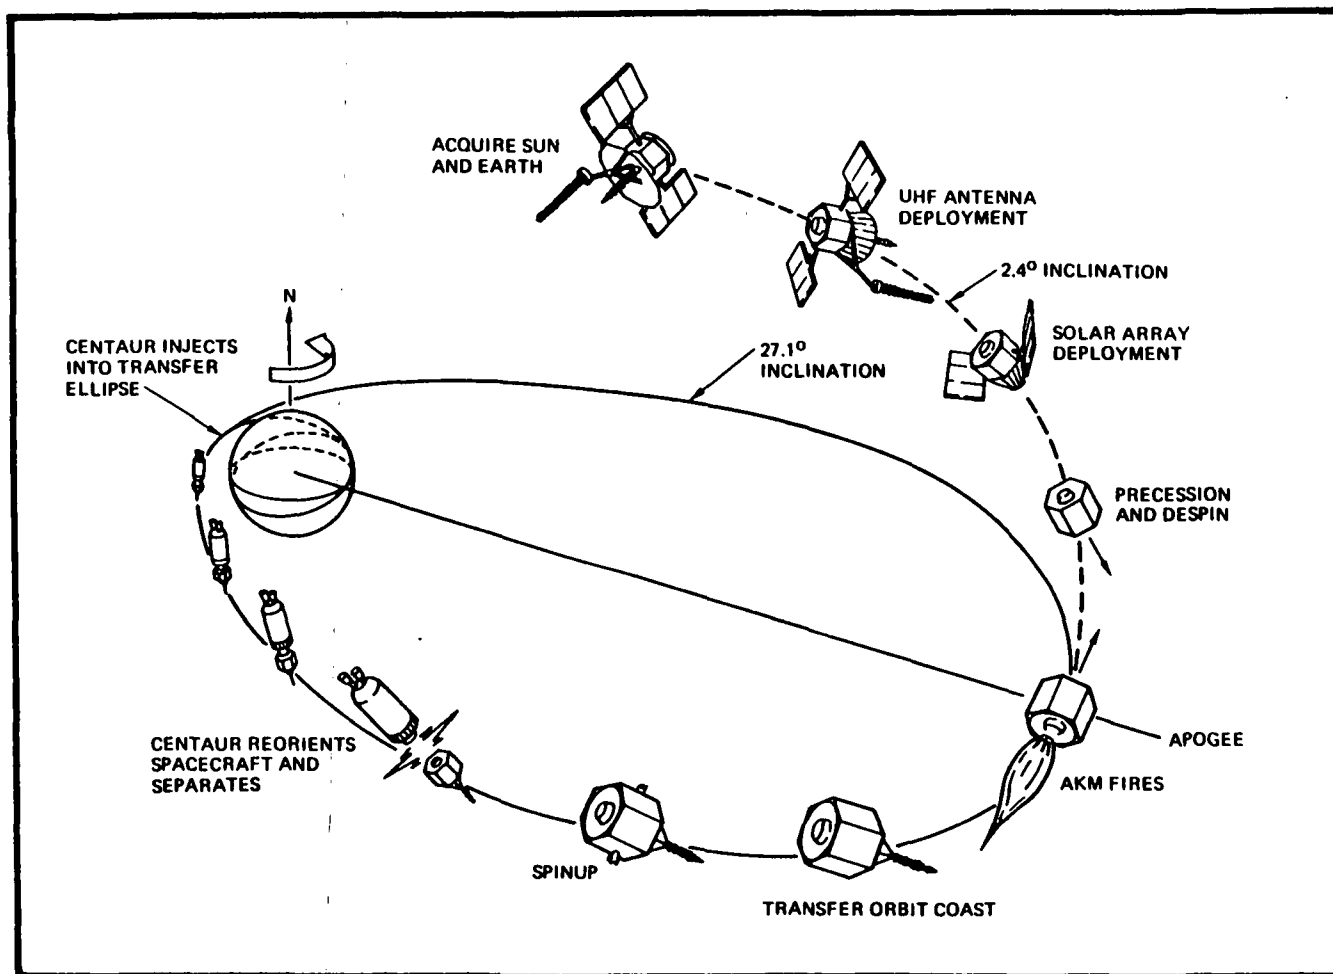 ACQUIRE SUN
AND EARTH
UHF ANTENNA
DEPLOYMENT
2.4° INCLINATION
SOLAR ARRAY
DEPLOYMENT
N
CENTAUR INJECTS
INTO TRANSFER
ELLIPSE
27.1°
INCLINATION
PRECESSION
AND DESPIN
CENTAUR REORIENTS
SPACECRAFT AND
SEPARATES
APOGEE
AKM FIRES
SPINUP
TRANSFER ORBIT COAST